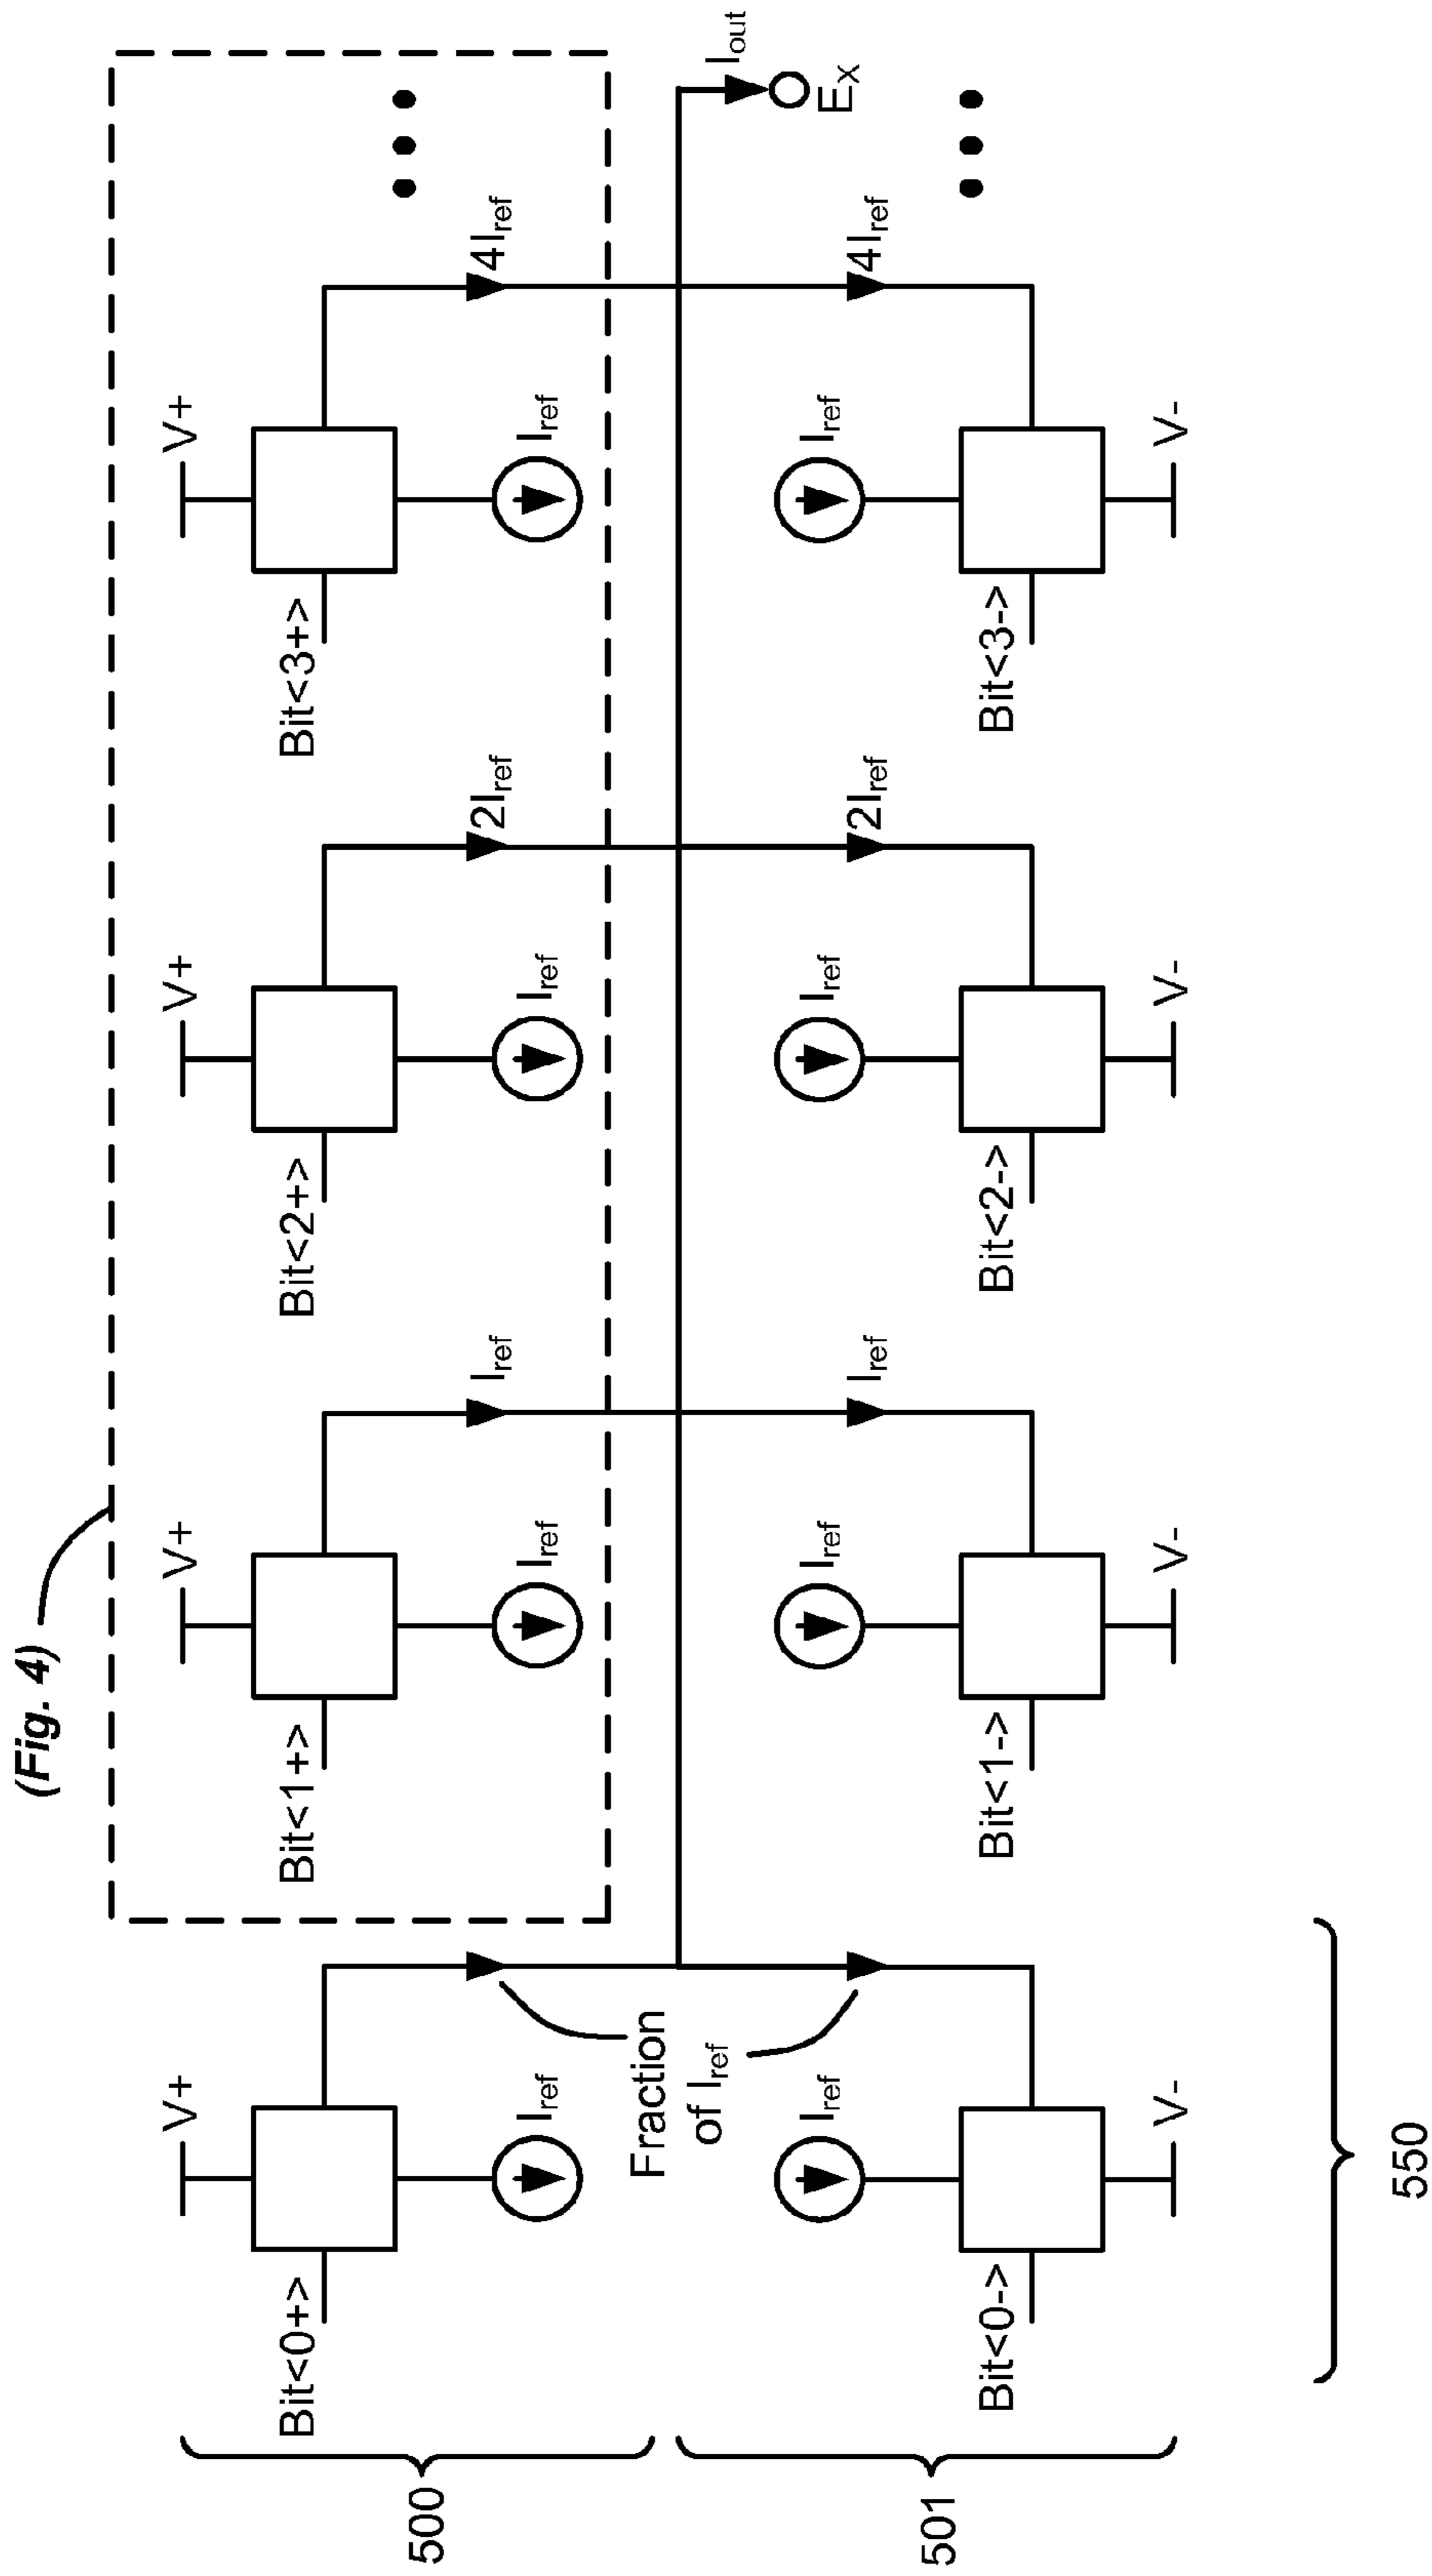 (Fig. 4)
V+ V+ V+ V+
Bit<0+> Bit<1+> Bit<2+> Bit<3+>
Iref Iref 2Iref 4Iref
Iref Iref Iref
500
Fraction
of Iref
Iout
EX
Iref Iref Iref Iref
Iref 2Iref 4Iref
501
Bit<0-> Bit<1-> Bit<2-> Bit<3->
V- V- V- V-
550